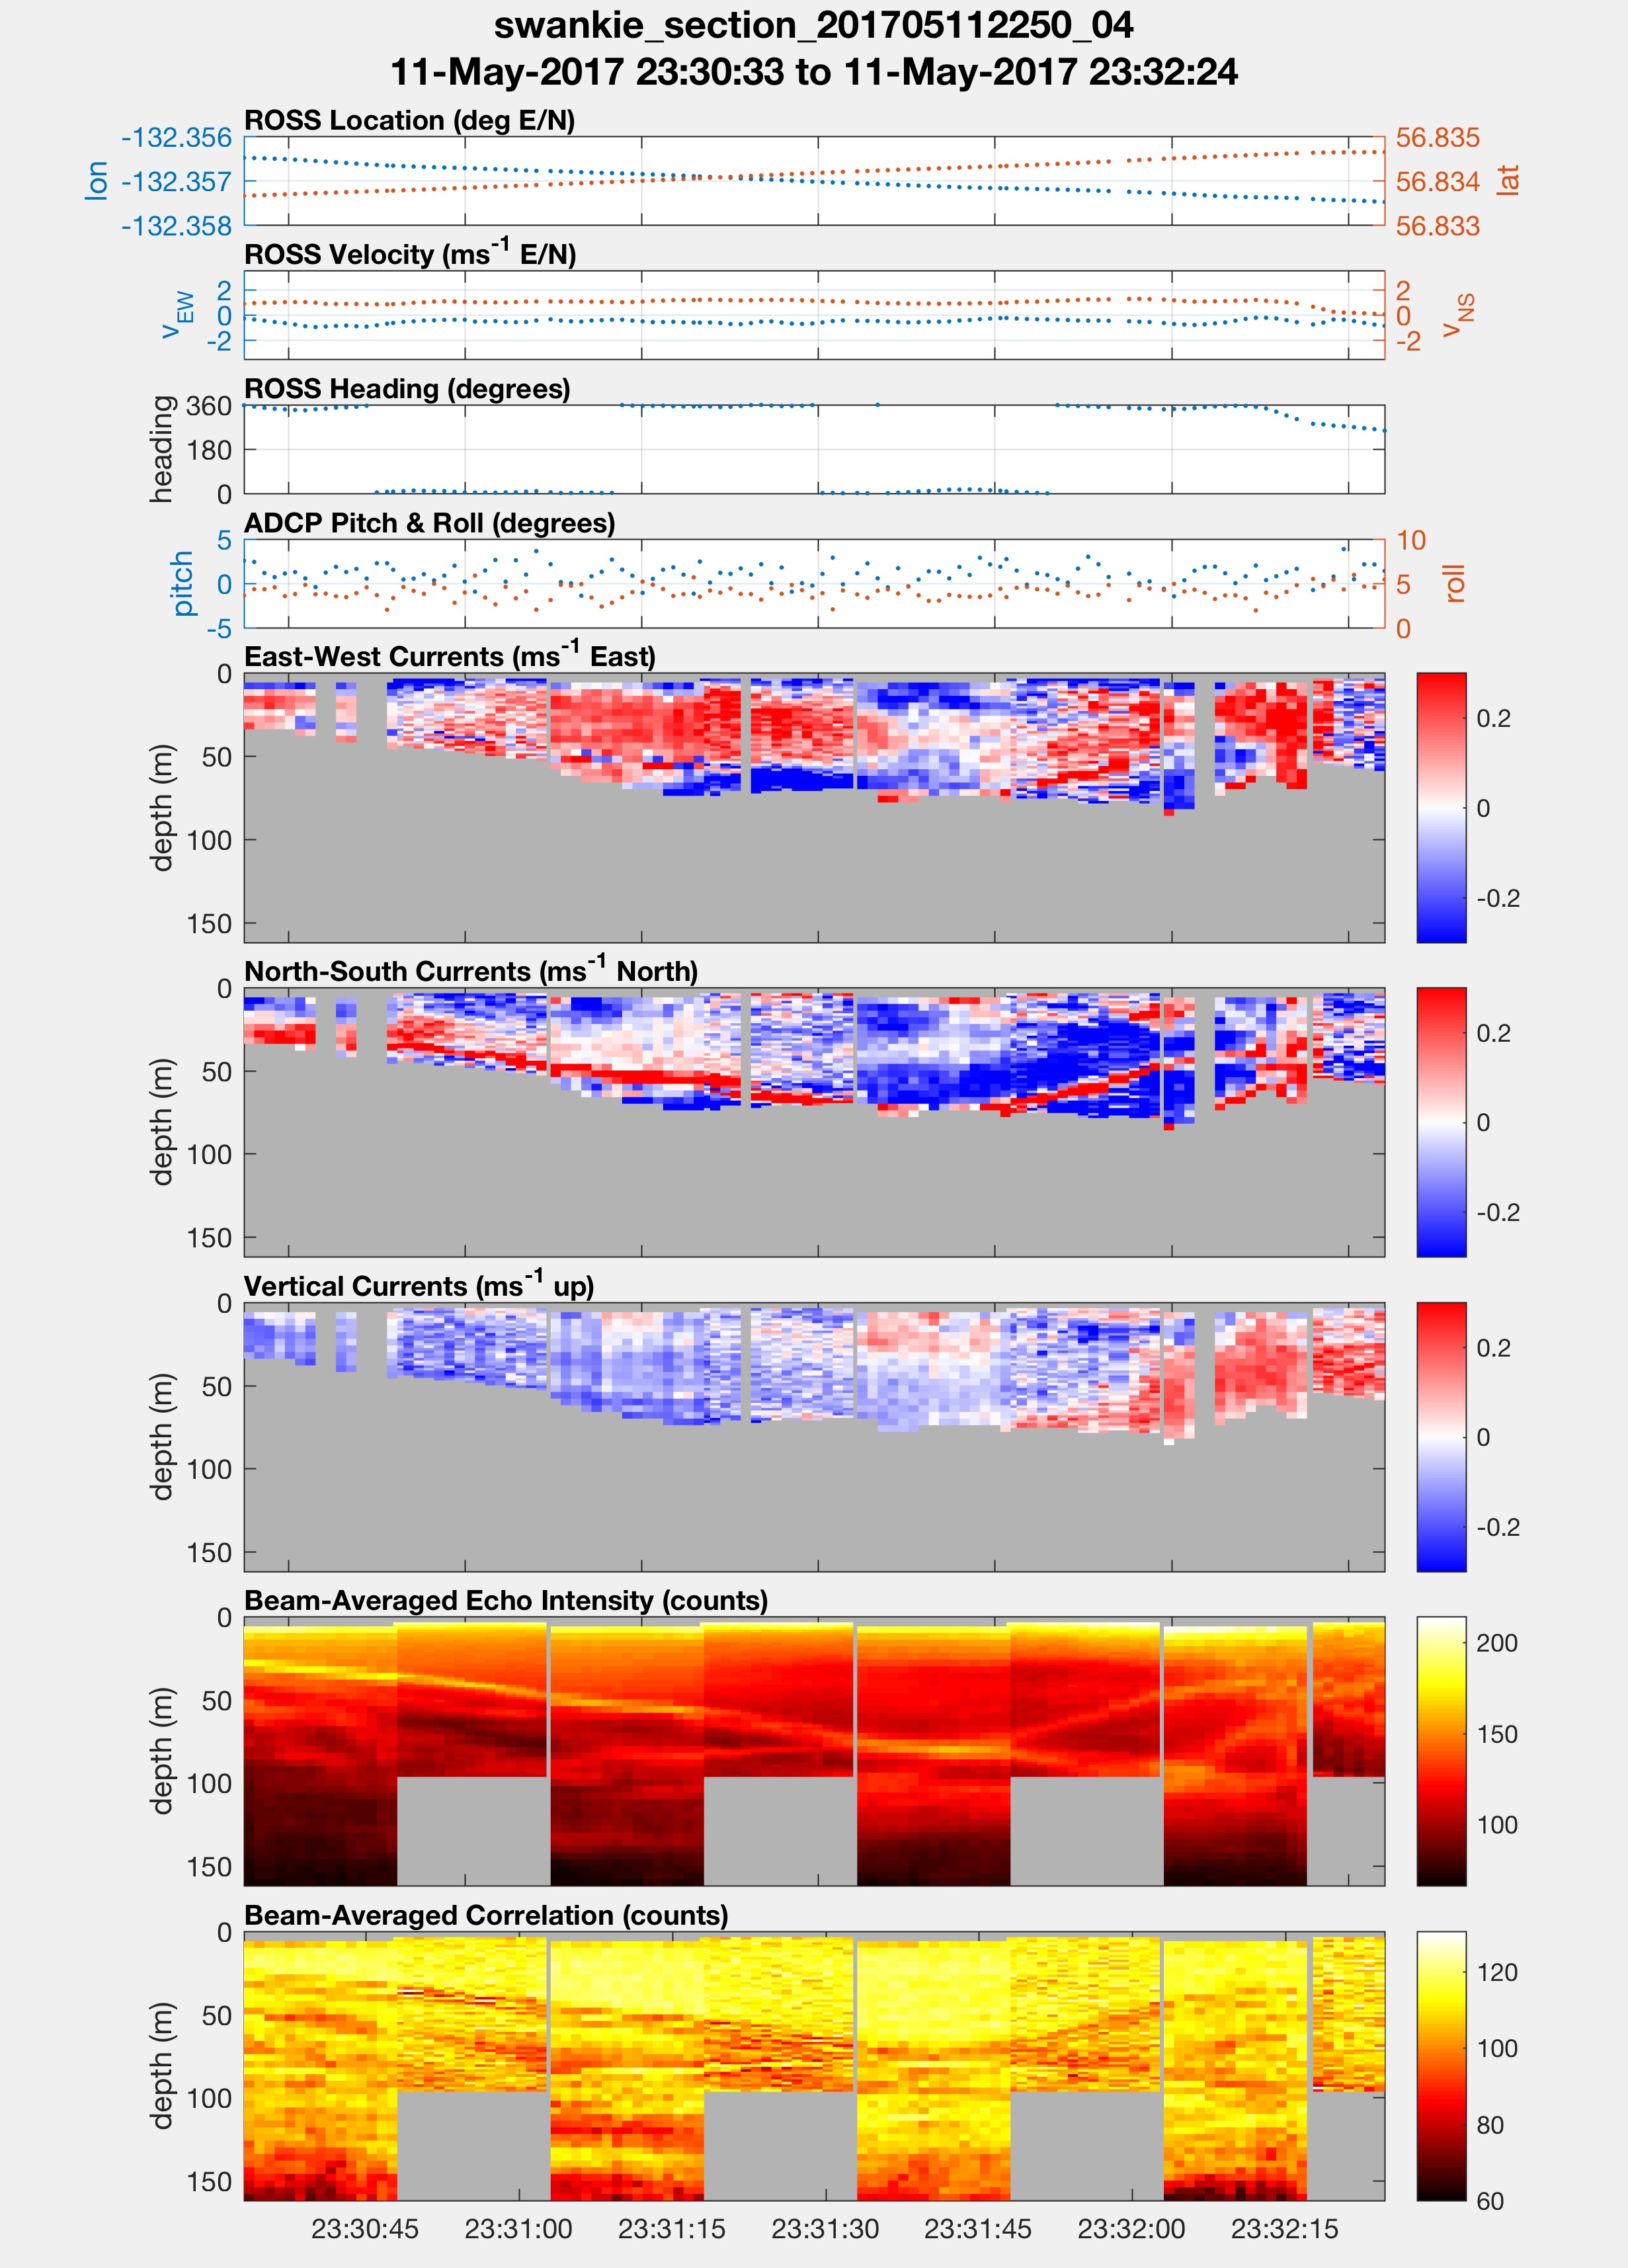 swankie_section_201705112250_04
11-May-2017 23:30:33 to 11-May-2017 23:32:24
ROSS Location (deg E/N)
-132.356
-132.357
-132.358
lon
56.835
56.834
56.833
lat
ROSS Velocity (ms-1 E/N)
2
0
-2
vEW
2
0
-2
vNS
ROSS Heading (degrees)
360
180
0
heading
ADCP Pitch & Roll (degrees)
5
0
-5
pitch
10
5
0
roll
East-West Currents (ms-1 East)
0
50
100
150
depth (m)
0.2
0
-0.2
North-South Currents (ms-1 North)
0
50
100
150
depth (m)
0.2
0
-0.2
Vertical Currents (ms-1 up)
0
50
100
150
depth (m)
0.2
0
-0.2
Beam-Averaged Echo Intensity (counts)
0
50
100
150
depth (m)
200
150
100
Beam-Averaged Correlation (counts)
0
50
100
150
depth (m)
120
100
80
60
23:30:45 23:31:00 23:31:15 23:31:30 23:31:45 23:32:00 23:32:15